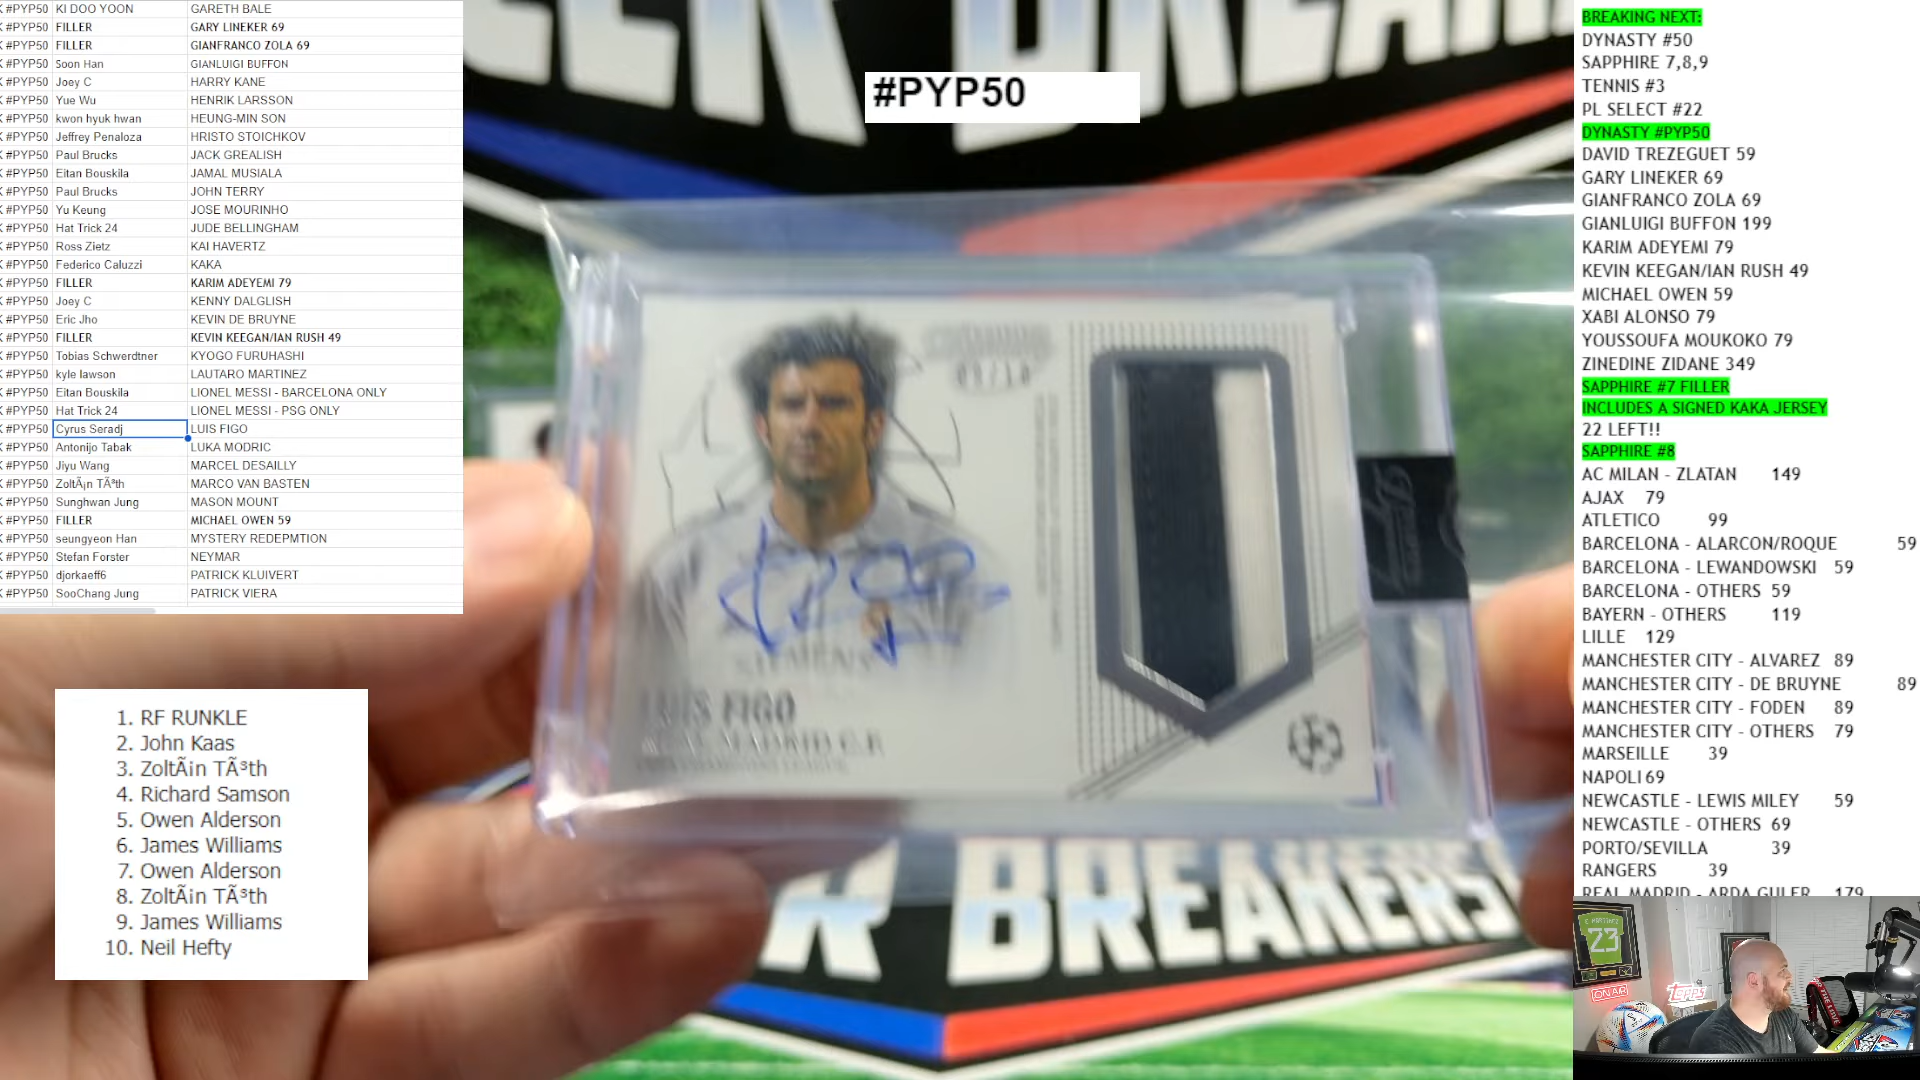 #PYP50 KI DOO YOON GARETH BALE
#PYP50 FILLER GARY LINEKER 69
#PYP50 FILLER GIANFRANCO ZOLA 69
#PYP50 Soon Han GIANLUIGI BUFFON
#PYP50 Joey C HARRY KANE
#PYP50 Yue Wu HENRIK LARSSON
#PYP50 kwon hyuk hwan HEUNG-MIN SON
#PYP50 Jeffrey Penaloza HRISTO STOICHKOV
#PYP50 Paul Brucks JACK GREALISH
#PYP50 Eitan Bouskila JAMAL MUSIALA
#PYP50 Paul Brucks JOHN TERRY
#PYP50 Yu Keung JOSE MOURINHO
#PYP50 Hat Trick 24 JUDE BELLINGHAM
#PYP50 Ross Zietz KAI HAVERTZ
#PYP50 Federico Caluzzi KAKA
#PYP50 FILLER KARIM ADEYEMI 79
#PYP50 Joey C KENNY DALGLISH
#PYP50 Eric Jho KEVIN DE BRUYNE
#PYP50 FILLER KEVIN KEEGAN/IAN RUSH 49
#PYP50 Tobias Schwerdtner KYOGO FURUHASHI
#PYP50 kyle lawson LAUTARO MARTINEZ
#PYP50 Eitan Bouskila LIONEL MESSI - BARCELONA ONLY
#PYP50 Hat Trick 24 LIONEL MESSI - PSG ONLY
#PYP50 Cyrus Seradj LUIS FIGO
#PYP50 Antonijo Tabak LUKA MODRIC
#PYP50 Jiyu Wang MARCEL DESAILLY
#PYP50 ZoltÃ¡n TÃ³th MARCO VAN BASTEN
#PYP50 Sunghwan Jung MASON MOUNT
#PYP50 FILLER MICHAEL OWEN 59
#PYP50 seungyeon Han MYSTERY REDEPMTION
#PYP50 Stefan Forster NEYMAR
#PYP50 djorkaeff6 PATRICK KLUIVERT
#PYP50 SooChang Jung PATRICK VIERA
#PYP50
09/10
SIEMENS
LUIS FIGO
REAL MADRID C.F.
BREAKERS
1. RF RUNKLE
2. John Kaas
3. ZoltÃ¡n TÃ³th
4. Richard Samson
5. Owen Alderson
6. James Williams
7. Owen Alderson
8. ZoltÃ¡n TÃ³th
9. James Williams
10. Neil Hefty
BREAKING NEXT:
DYNASTY #50
SAPPHIRE 7,8,9
TENNIS #3
PL SELECT #22
DYNASTY #PYP50
DAVID TREZEGUET 59
GARY LINEKER 69
GIANFRANCO ZOLA 69
GIANLUIGI BUFFON 199
KARIM ADEYEMI 79
KEVIN KEEGAN/IAN RUSH 49
MICHAEL OWEN 59
XABI ALONSO 79
YOUSSOUFA MOUKOKO 79
ZINEDINE ZIDANE 349
SAPPHIRE #7 FILLER
INCLUDES A SIGNED KAKA JERSEY
22 LEFT!!
SAPPHIRE #8
AC MILAN - ZLATAN 149
AJAX 79
ATLETICO 99
BARCELONA - ALARCON/ROQUE 59
BARCELONA - LEWANDOWSKI 59
BARCELONA - OTHERS 59
BAYERN - OTHERS 119
LILLE 129
MANCHESTER CITY - ALVAREZ 89
MANCHESTER CITY - DE BRUYNE 89
MANCHESTER CITY - FODEN 89
MANCHESTER CITY - OTHERS 79
MARSEILLE 39
NAPOLI 69
NEWCASTLE - LEWIS MILEY 59
NEWCASTLE - OTHERS 69
PORTO/SEVILLA 39
RANGERS 39
REAL MADRID - ARDA GULER 179
23
ON AIR
TOPPS